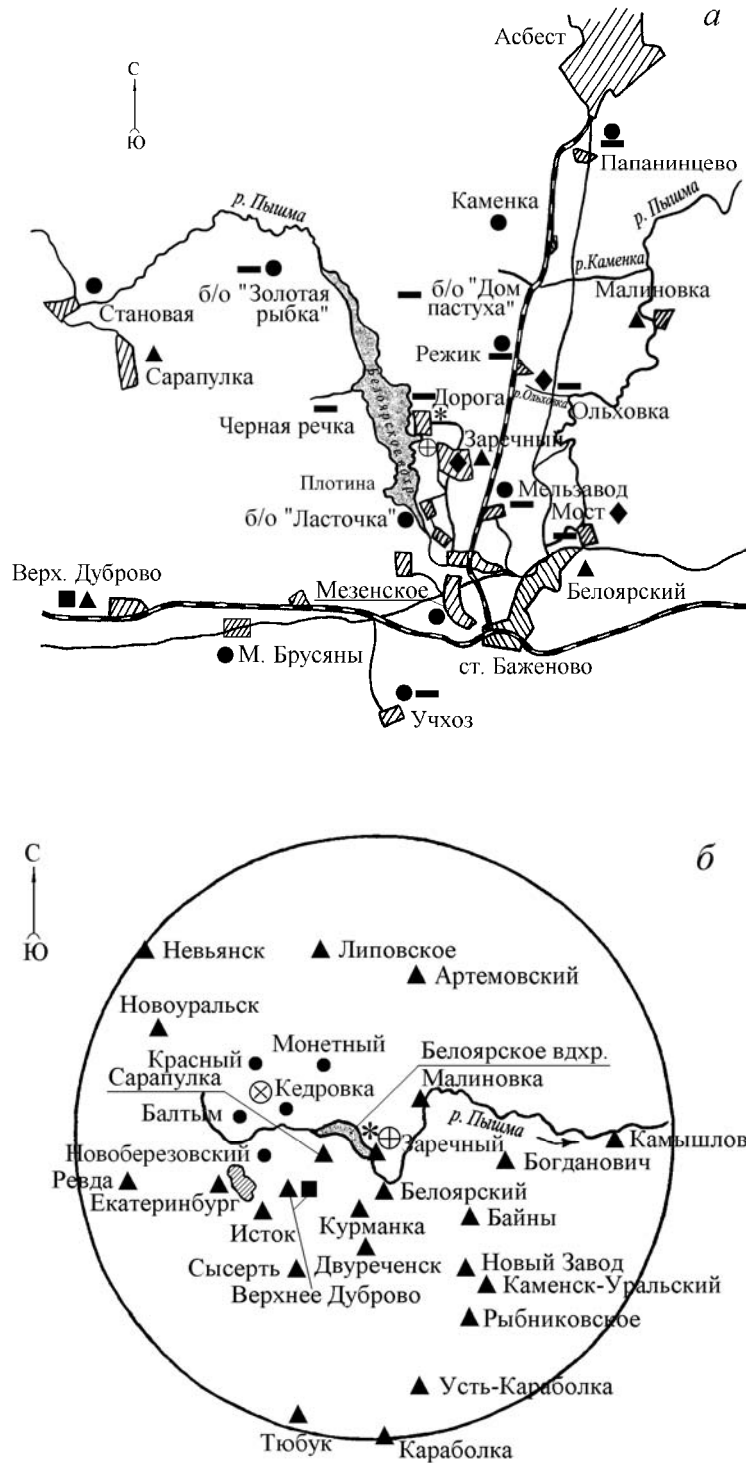 Асбест
а
С
Ю
Папанинцево
р. Пышма
р. Пышма
Каменка
р.Каменка
б/о "Золотая
рыбка"
б/о "Дом
пастуха"
Малиновка
Становая
Сарапулка
Режик
Белоярское вдхр.
р.Ольховка
Ольховка
Дорога
*
Черная речка
Заречный
Плотина
Мельзавод
б/о "Ласточка"
Мост
Верх. Дуброво
Мезенское
Белоярский
М. Брусяны
ст. Баженово
Учхоз
б
С
Ю
Невьянск
Липовское
Артемовский
Новоуральск
Монетный
Белоярское вдхр.
Красный
Сарапулка
Кедровка
Малиновка
Балтым
р. Пышма
*
Заречный
Камышлов
Новоберезовский
Богданович
Ревда
Екатеринбург
Белоярский
Исток
Курманка
Байны
Двуреченск
Новый Завод
Сысерть
Верхнее Дуброво
Каменск-Уральский
Рыбниковское
Усть-Караболка
Тюбук
Караболка